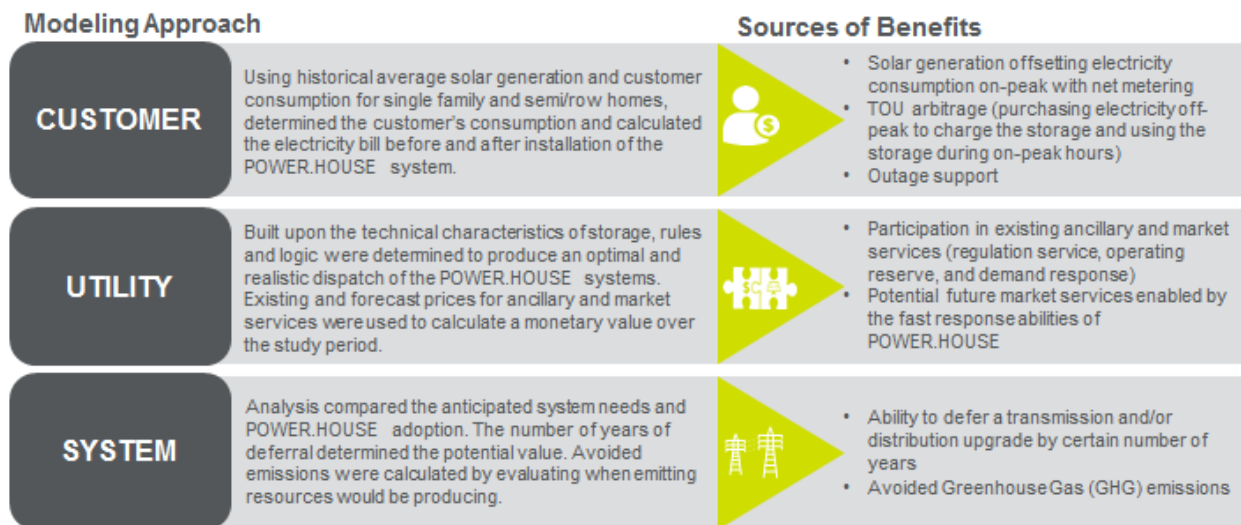 Modeling Approach
Sources of Benefits
CUSTOMER
Using historical average solar generation and customer
consumption for single family and semi/row homes,
determined the customer's consumption and calculated
the electricity bill before and after installation of the
POWER.HOUSE system.
• Solar generation offsetting electricity
consumption on-peak with net metering
• TOU arbitrage (purchasing electricity off-
peak to charge the storage and using the
storage during on-peak hours)
• Outage support
UTILITY
Built upon the technical characteristics of storage, rules
and logic were determined to produce an optimal and
realistic dispatch of the POWER.HOUSE systems.
Existing and forecast prices for ancillary and market
services were used to calculate a monetary value over
the study period.
• Participation in existing ancillary and market
services (regulation service, operating
reserve, and demand response)
• Potential future market services enabled by
the fast response abilities of
POWER.HOUSE
SYSTEM
Analysis compared the anticipated system needs and
POWER.HOUSE adoption. The number of years of
deferral determined the potential value. Avoided
emissions were calculated by evaluating when emitting
resources would be producing.
• Ability to defer a transmission and/or
distribution upgrade by certain number of
years
• Avoided Greenhouse Gas (GHG) emissions